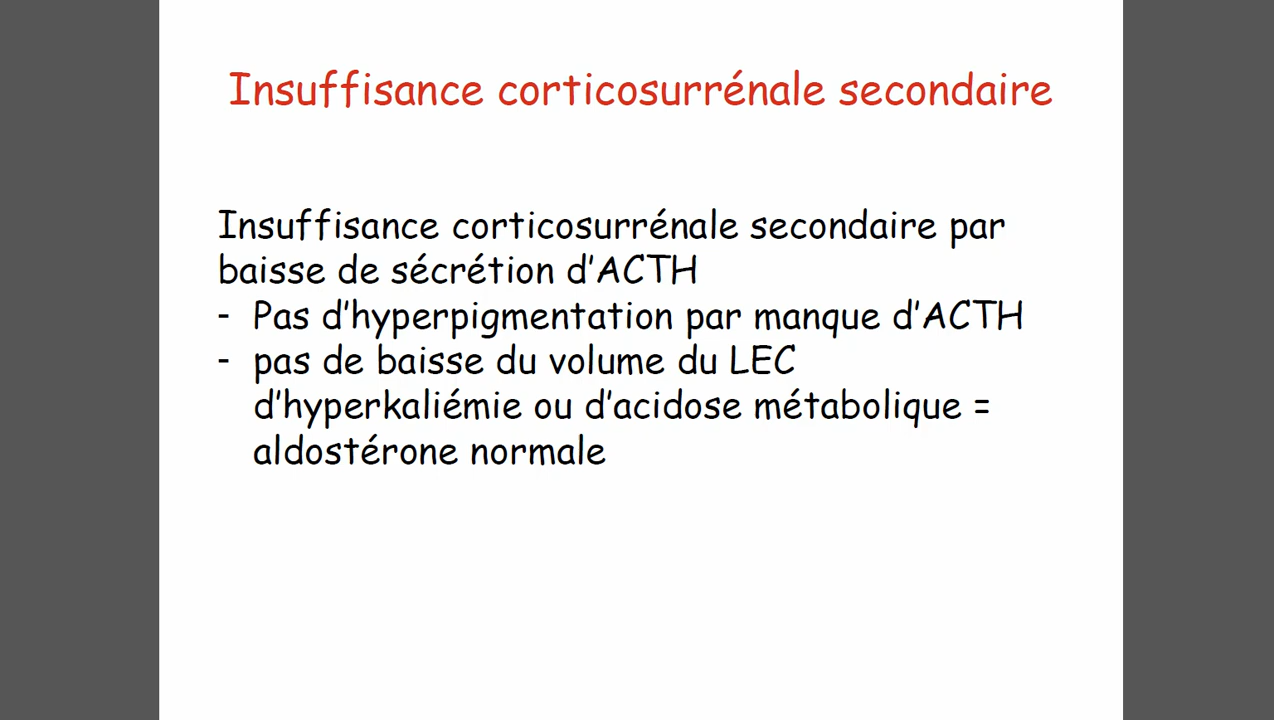 Insuffisance corticosurrénale secondaire
Insuffisance corticosurrénale secondaire par
baisse de sécrétion d'ACTH
- Pas d'hyperpigmentation par manque d'ACTH
- pas de baisse du volume du LEC
d'hyperkaliémie ou d'acidose métabolique =
aldostérone normale